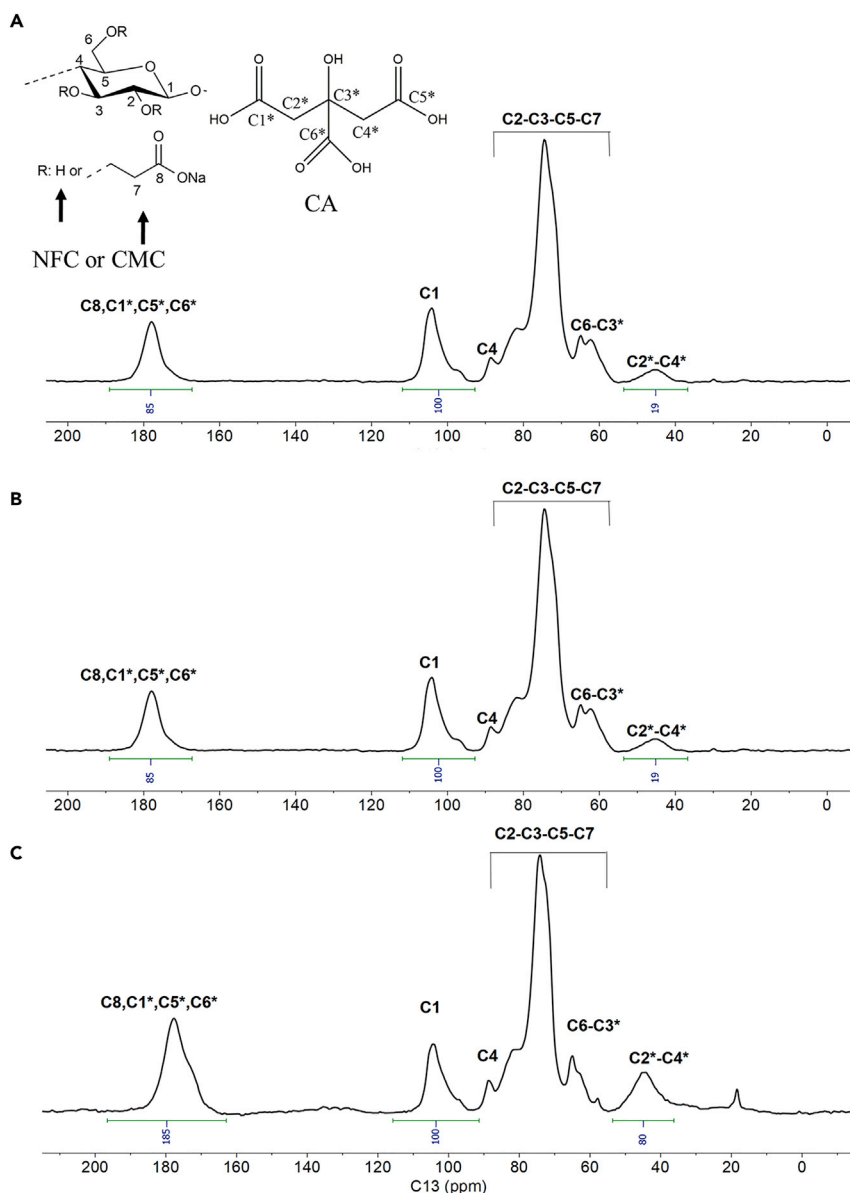 A
OR
6
4
O
5
RO
O
1
3
2
OR
O
R: H or
8
ONa
7
NFC or CMC
O
OH
O
C2*
C3*
C5*
HO
C1*
C4*
OH
C6*
O
OH
CA
C2-C3-C5-C7
C8,C1*,C5*,C6*
C1
C4
C6-C3*
C2*-C4*
85
100
19
200 180 160 140 120 100 80 60 40 20 0
B
C2-C3-C5-C7
C8,C1*,C5*,C6*
C1
C4
C6-C3*
C2*-C4*
85
100
19
200 180 160 140 120 100 80 60 40 20 0
C
C2-C3-C5-C7
C8,C1*,C5*,C6*
C1
C4
C6-C3*
C2*-C4*
185
100
80
200 180 160 140 120 100 80 60 40 20 0
C13 (ppm)